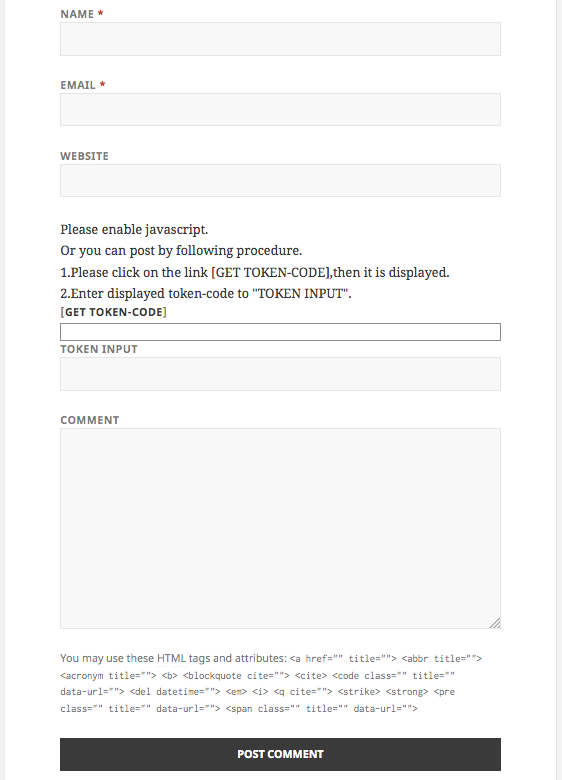 NAME *
EMAIL *
WEBSITE
Please enable javascript.
Or you can post by following procedure.
1.Please click on the link [GET TOKEN-CODE],then it is displayed.
2.Enter displayed token-code to "TOKEN INPUT".
[GET TOKEN-CODE]
TOKEN INPUT
COMMENT
You may use these HTML tags and attributes: <a href="" title=""> <abbr title="">
<acronym title=""> <b> <blockquote cite=""> <cite> <code class="" title=""
data-url=""> <del datetime=""> <em> <i> <q cite=""> <strike> <strong> <pre
class="" title="" data-url=""> <span class="" title="" data-url="">
POST COMMENT